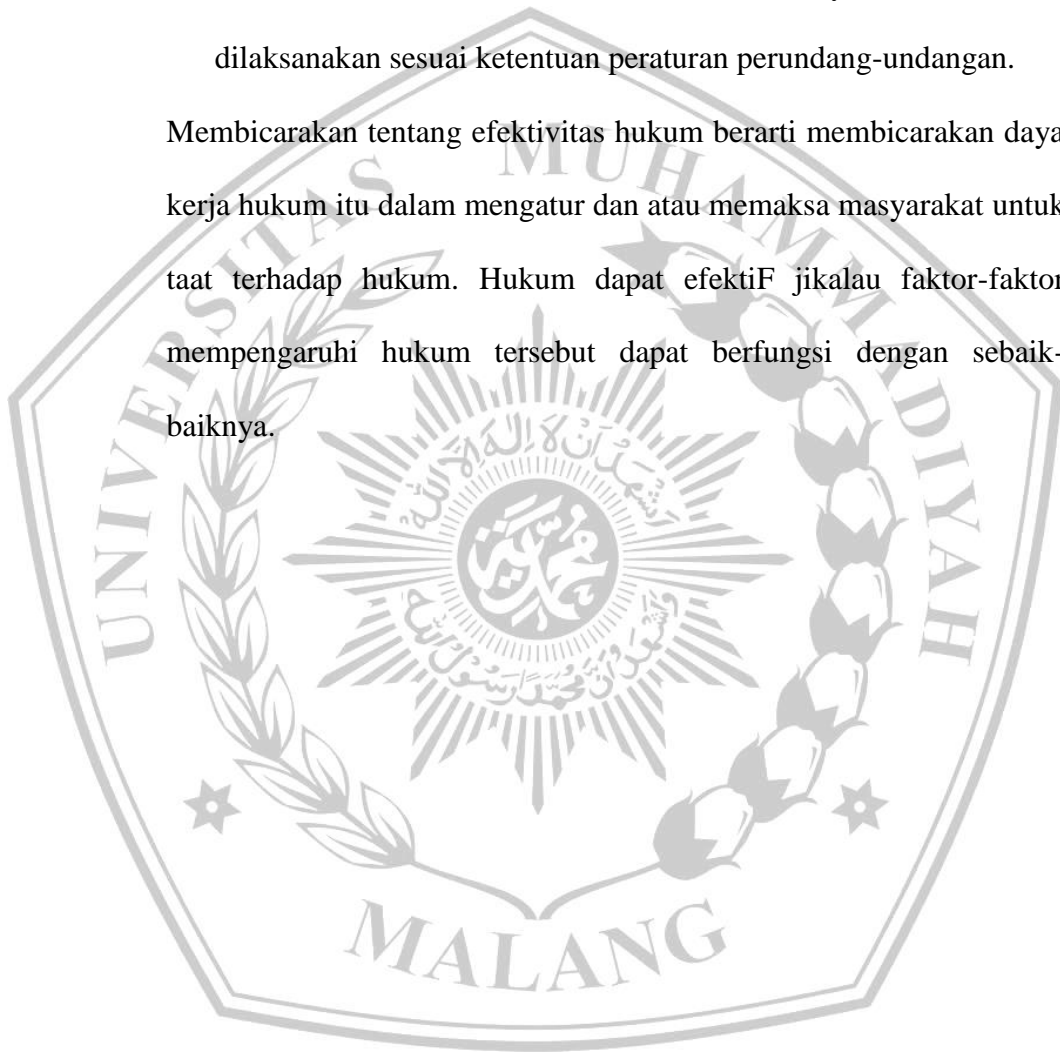 dilaksanakan sesuai ketentuan peraturan perundang-undangan.
Membicarakan tentang efektivitas hukum berarti membicarakan daya
kerja hukum itu dalam mengatur dan atau memaksa masyarakat untuk
taat terhadap hukum. Hukum dapat efektiF jikalau faktor-faktor
mempengaruhi hukum tersebut dapat berfungsi dengan sebaik-
baiknya.
UNIVERSITAS MUHAMMADIYAH
MALANG